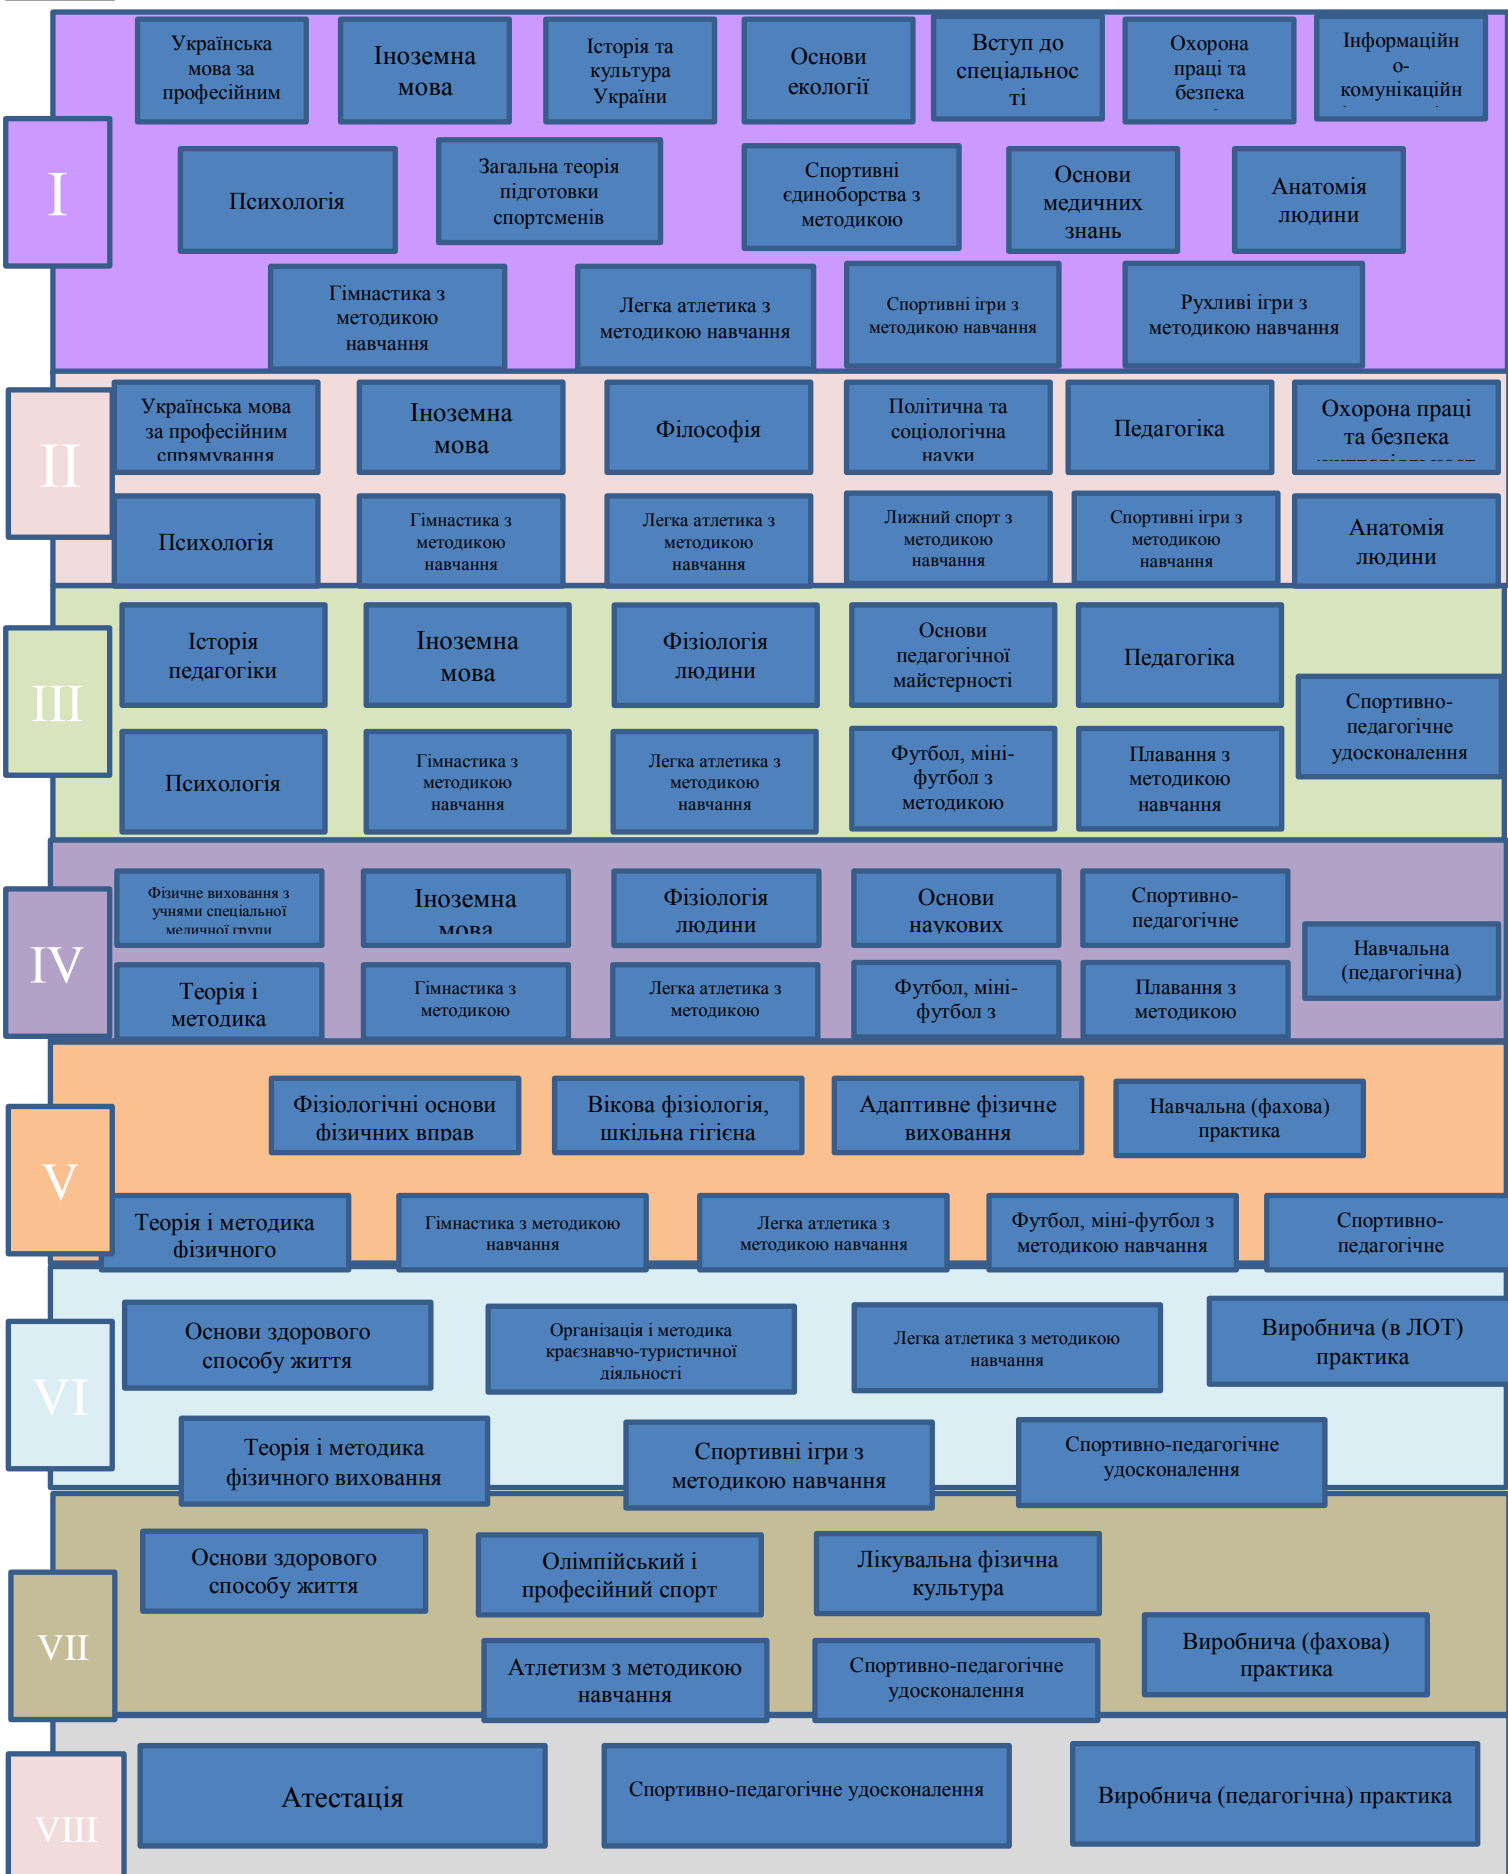 I
Українська
мова за
професійним
Іноземна
мова
Історія та
культура
України
Основи
екології
Вступ до
спеціальнос
ті
Охорона
праці та
безпека
Інформаційн
о-
комунікаційн
Психологія
Загальна теорія
підготовки
спортсменів
Спортивні
єдиноборства з
методикою
Основи
медичних
знань
Анатомія
людини
Гімнастика з
методикою
навчання
Легка атлетика з
методикою навчання
Спортивні ігри з
методикою навчання
Рухливі ігри з
методикою навчання
II
Українська мова
за професійним
спрямування
Іноземна
мова
Філософія
Політична та
соціологічна
науки
Педагогіка
Охорона праці
та безпека
Психологія
Гімнастика з
методикою
навчання
Легка атлетика з
методикою
навчання
Лижний спорт з
методикою
навчання
Спортивні ігри з
методикою
навчання
Анатомія
людини
III
Історія
педагогіки
Іноземна
мова
Фізіологія
людини
Основи
педагогічної
майстерності
Педагогіка
Спортивно-
педагогічне
удосконалення
Психологія
Гімнастика з
методикою
навчання
Легка атлетика з
методикою
навчання
Футбол, міні-
футбол з
методикою
Плавання з
методикою
навчання
IV
Фізичне виховання з
учнями спеціальної
медичної групи
Іноземна
мова
Фізіологія
людини
Основи
наукових
Спортивно-
педагогічне
Навчальна
(педагогічна)
Теорія і
методика
Гімнастика з
методикою
Легка атлетика з
методикою
Футбол, міні-
футбол з
Плавання з
методикою
V
Фізіологічні основи
фізичних вправ
Вікова фізіологія,
шкільна гігієна
Адаптивне фізичне
виховання
Навчальна (фахова)
практика
Теорія і методика
фізичного
Гімнастика з методикою
навчання
Легка атлетика з
методикою навчання
Футбол, міні-футбол з
методикою навчання
Спортивно-
педагогічне
VI
Основи здорового
способу життя
Організація і методика
краєзнавчо-туристичної
діяльності
Легка атлетика з методикою
навчання
Виробнича (в ЛОТ)
практика
Теорія і методика
фізичного виховання
Спортивні ігри з
методикою навчання
Спортивно-педагогічне
удосконалення
VII
Основи здорового
способу життя
Олімпійський і
професійний спорт
Лікувальна фізична
культура
Виробнича (фахова)
практика
Атлетизм з методикою
навчання
Спортивно-педагогічне
удосконалення
VIII
Атестація
Спортивно-педагогічне удосконалення
Виробнича (педагогічна) практика